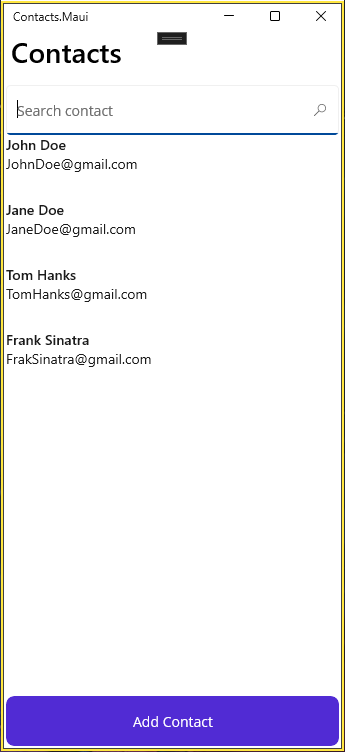 Contacts.Maui
Contacts
Search contact
John Doe
JohnDoe@gmail.com
Jane Doe
JaneDoe@gmail.com
Tom Hanks
TomHanks@gmail.com
Frank Sinatra
FrakSinatra@gmail.com
Add Contact